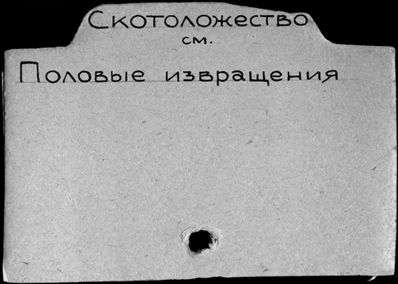 Скотоложество
см.
Половые извращения